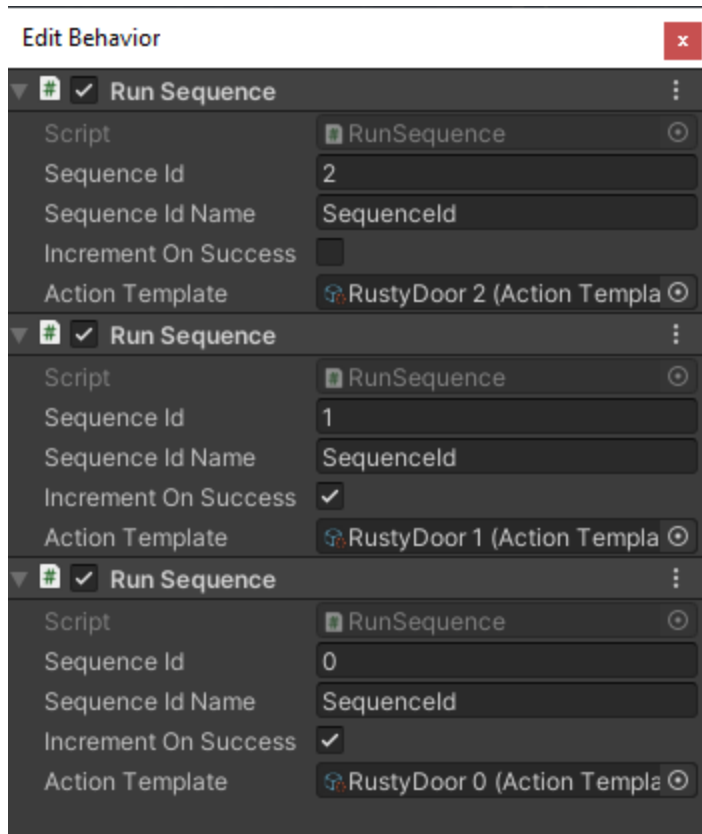 Edit Behavior x
# Run Sequence
Script # RunSequence
Sequence Id 2
Sequence Id Name SequenceId
Increment On Success
Action Template RustyDoor 2 (Action Templa
# Run Sequence
Script # RunSequence
Sequence Id 1
Sequence Id Name SequenceId
Increment On Success
Action Template RustyDoor 1 (Action Templa
# Run Sequence
Script # RunSequence
Sequence Id 0
Sequence Id Name SequenceId
Increment On Success
Action Template RustyDoor 0 (Action Templa